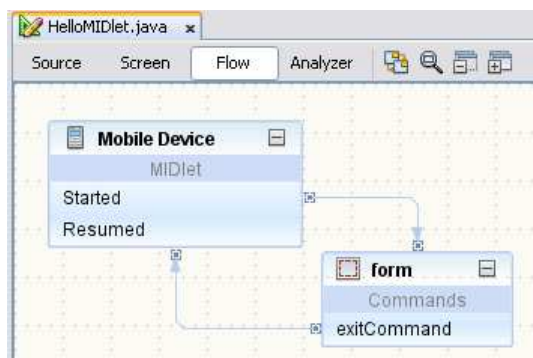 HelloMIDlet.java x
Source Screen Flow Analyzer
Mobile Device
MIDlet
Started
Resumed
form
Commands
exitCommand